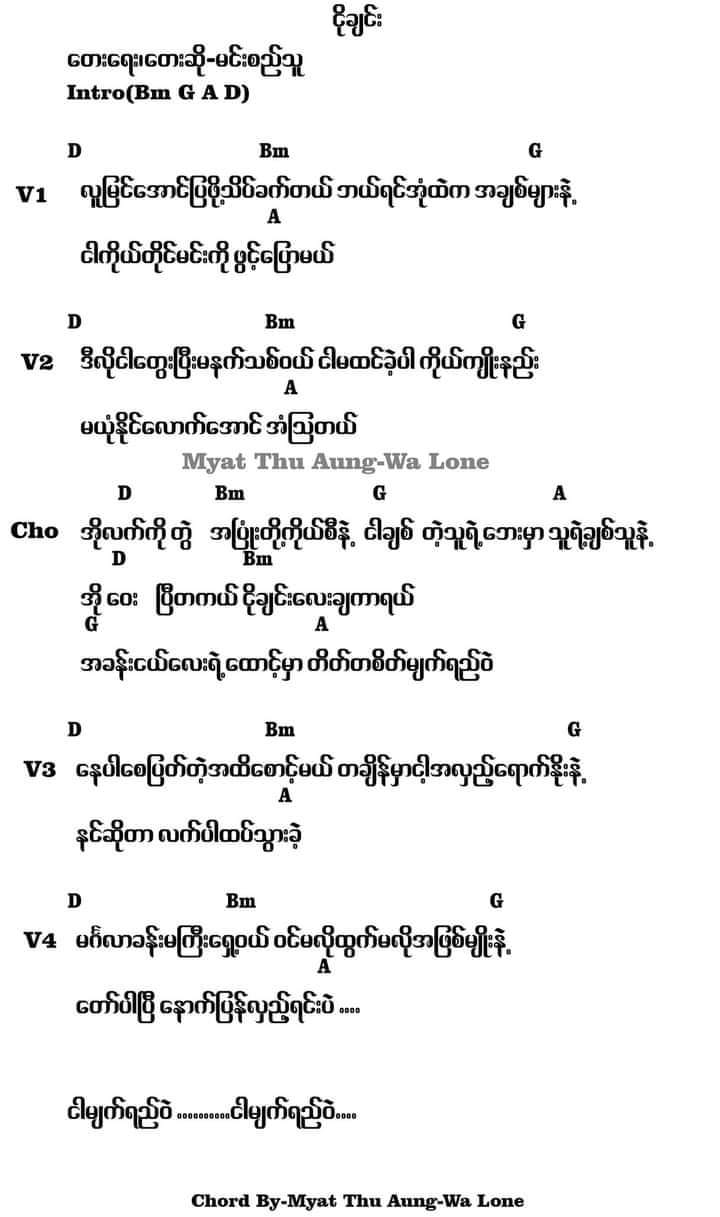 ငိုချင်း
တေးရေး၊တေးဆို-မင်းစည်သူ
Intro(Bm G A D)
D Bm G
V1 လူမြင်အောင်ပြဖို့သိပ်ခက်တယ် ဘယ်ရင်အုံထဲက အချစ်များနဲ့
A
ငါကိုယ်တိုင်မင်းကို ဖွင့်ပြောမယ်
D Bm G
V2 ဒီလိုငါတွေးပြီးမနက်သစ်ဝယ် ငါမထင်ခဲ့ပါ ကိုယ်ကျိုးနည်း
A
မယုံနိုင်လောက်အောင် အံဩတယ်
Myat Thu Aung-Wa Lone
D Bm G A
Cho အိုလက်ကို တွဲ အပြုံးတို့ကိုယ်စီနဲ့ ငါချစ် တဲ့သူရဲ့ဘေးမှာ သူရဲ့ချစ်သူနဲ့
D Bm
အို ဝေး ပြီတကယ် ငိုချင်းလေးချကာရယ်
G A
အခန်းငယ်လေးရဲ့ထောင့်မှာ တိတ်တစိတ်မျက်ရည်ဝဲ
D Bm G
V3 နေပါစေပြတ်တဲ့အထိစောင့်မယ် တချိန်မှာငါ့အလှည့်ရောက်နိုးနဲ့
A
နင်ဆိုတာ လက်ပါထပ်သွားခဲ့
D Bm G
V4 မင်္ဂလာခန်းမကြီးရှေ့ဝယ် ဝင်မလိုထွက်မလိုအဖြစ်မျိုးနဲ့
A
တော်ပါပြီ နောက်ပြန်လှည့်ရင်းပဲ ....
ငါမျက်ရည်ဝဲ ..........ငါမျက်ရည်ဝဲ....
Chord By-Myat Thu Aung-Wa Lone